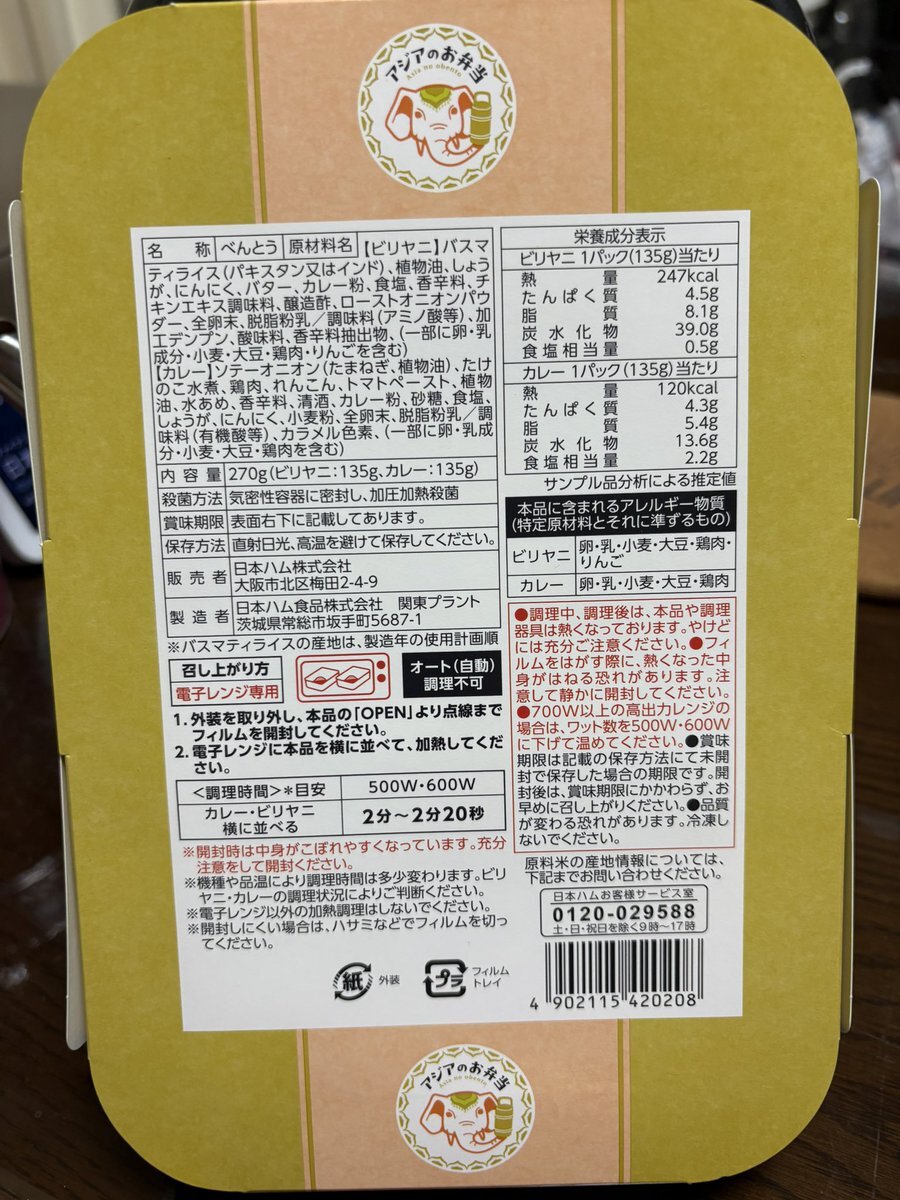 アジアのお弁当
Asia no obento
名 称 べんとう 原材料名 【ビリヤニ】バスマ
ティライス(パキスタン又はインド)、植物油、しょう
が、にんにく、バター、カレー粉、食塩、香辛料、チ
キンエキス調味料、醸造酢、ローストオニオンパウ
ダー、全卵末、脱脂粉乳／調味料(アミノ酸等)、加
工デンプン、酸味料、香辛料抽出物、(一部に卵・乳
成分・小麦・大豆・鶏肉・りんごを含む)
【カレー】ソテーオニオン(たまねぎ、植物油)、たけ
のこ水煮、鶏肉、れんこん、トマトペースト、植物
油、水あめ、香辛料、清酒、カレー粉、砂糖、食塩、
しょうが、にんにく、小麦粉、全卵末、脱脂粉乳／調
味料(有機酸等)、カラメル色素、(一部に卵・乳成
分・小麦・大豆・鶏肉を含む)
内 容 量 270g(ビリヤニ：135g、カレー：135g)
殺菌方法 気密性容器に密封し、加圧加熱殺菌
賞味期限 表面右下に記載してあります。
保存方法 直射日光、高温を避けて保存してください。
販 売 者 日本ハム株式会社
大阪市北区梅田2-4-9
製 造 者 日本ハム食品株式会社 関東プラント
茨城県常総市坂手町5687-1
※バスマティライスの産地は、製造年の使用計画順
召し上がり方
電子レンジ専用
オート(自動)
調理不可
1.外装を取り外し、本品の「OPEN」より点線まで
フィルムを開封してください。
2.電子レンジに本品を横に並べて、加熱してくだ
さい。
＜調理時間＞*目安 500W・600W
カレー・ビリヤニ
横に並べる 2分～2分20秒
※開封時は中身がこぼれやすくなっています。充分
注意をして開封ください。
※機種や品温により調理時間は多少変わります。ビリ
ヤニ・カレーの調理状況によりご判断ください。
※電子レンジ以外の加熱調理はしないでください。
※開封しにくい場合は、ハサミなどでフィルムを切っ
てください。
紙 外装
プラ フィルム
トレイ
栄養成分表示
ビリヤニ 1パック(135g)当たり
熱 量 247kcal
たんぱく質 4.5g
脂 質 8.1g
炭水化物 39.0g
食塩相当量 0.5g
カレー 1パック(135g)当たり
熱 量 120kcal
たんぱく質 4.3g
脂 質 5.4g
炭水化物 13.6g
食塩相当量 2.2g
サンプル品分析による推定値
本品に含まれるアレルギー物質
(特定原材料とそれに準ずるもの)
ビリヤニ 卵・乳・小麦・大豆・鶏肉・
りんご
カレー 卵・乳・小麦・大豆・鶏肉
●調理中、調理後は、本品や調理
器具は熱くなっております。やけど
には充分ご注意ください。●フィ
ルムをはがす際に、熱くなった中
身がはねる恐れがあります。注
意して静かに開封してください。
●700W以上の高出力レンジの
場合は、ワット数を500W・600W
に下げて温めてください。●賞味
期限は記載の保存方法にて未開
封で保存した場合の期限です。開
封後は、賞味期限にかかわらず、お
早めに召し上がりください。●品質
が変わる恐れがあります。冷凍し
ないでください。
原料米の産地情報については、
下記までお問い合わせください。
日本ハムお客様サービス室
0120-029588
土・日・祝日を除く9時～17時
4 902115 420208
アジアのお弁当
Asia no obento